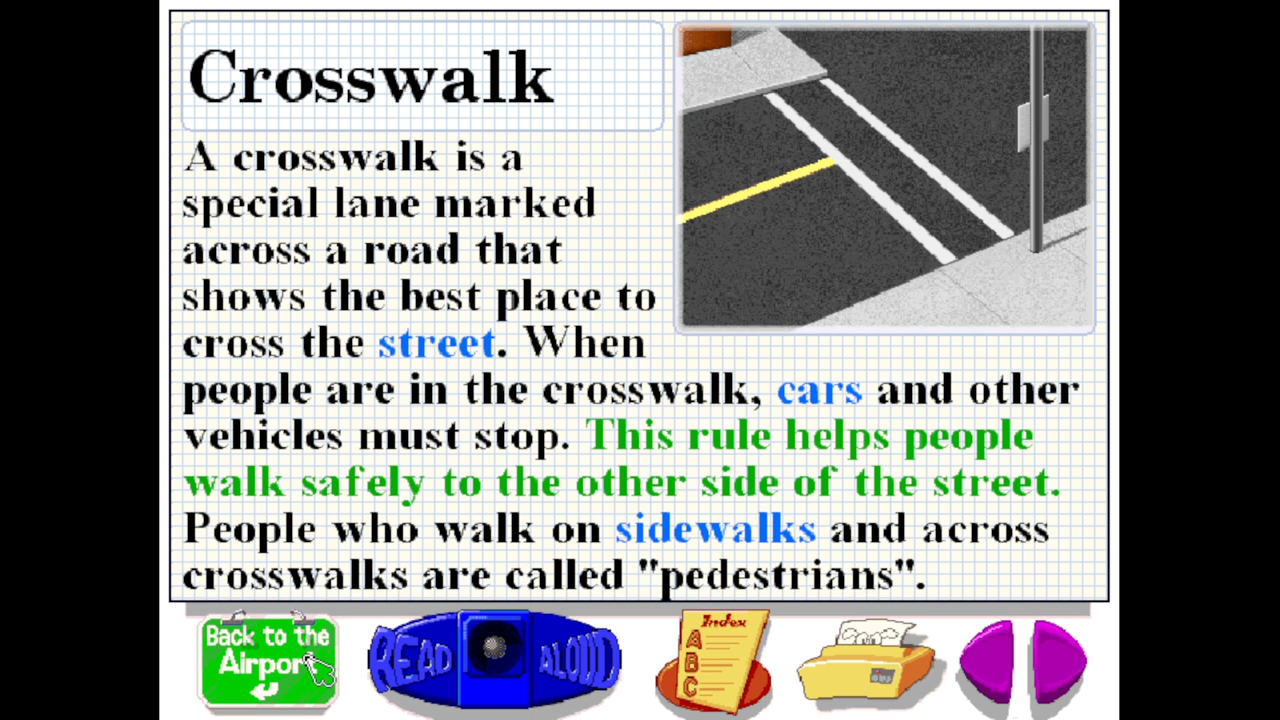 Crosswalk
A crosswalk is a
special lane marked
across a road that
shows the best place to
cross the street. When
people are in the crosswalk, cars and other
vehicles must stop. This rule helps people
walk safely to the other side of the street.
People who walk on sidewalks and across
crosswalks are called "pedestrians".
Back to the
Airport
READ ALOUD
Index
A
B
C